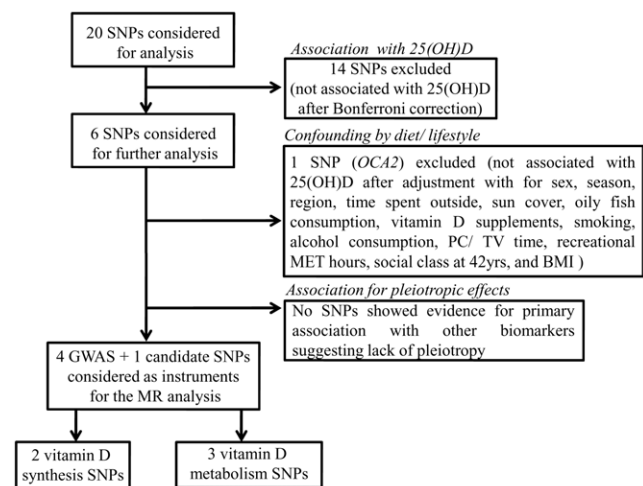 20 SNPs considered
for analysis
Association with 25(OH)D
14 SNPs excluded
(not associated with 25(OH)D
after Bonferroni correction)
6 SNPs considered
for further analysis
Confounding by diet/ lifestyle
1 SNP (OCA2) excluded (not associated with
25(OH)D after adjustment with for sex, season,
region, time spent outside, sun cover, oily fish
consumption, vitamin D supplements, smoking,
alcohol consumption, PC/ TV time, recreational
MET hours, social class at 42yrs, and BMI )
Association for pleiotropic effects
No SNPs showed evidence for primary
association with other biomarkers
suggesting lack of pleiotropy
4 GWAS + 1 candidate SNPs
considered as instruments
for the MR analysis
2 vitamin D
synthesis SNPs
3 vitamin D
metabolism SNPs